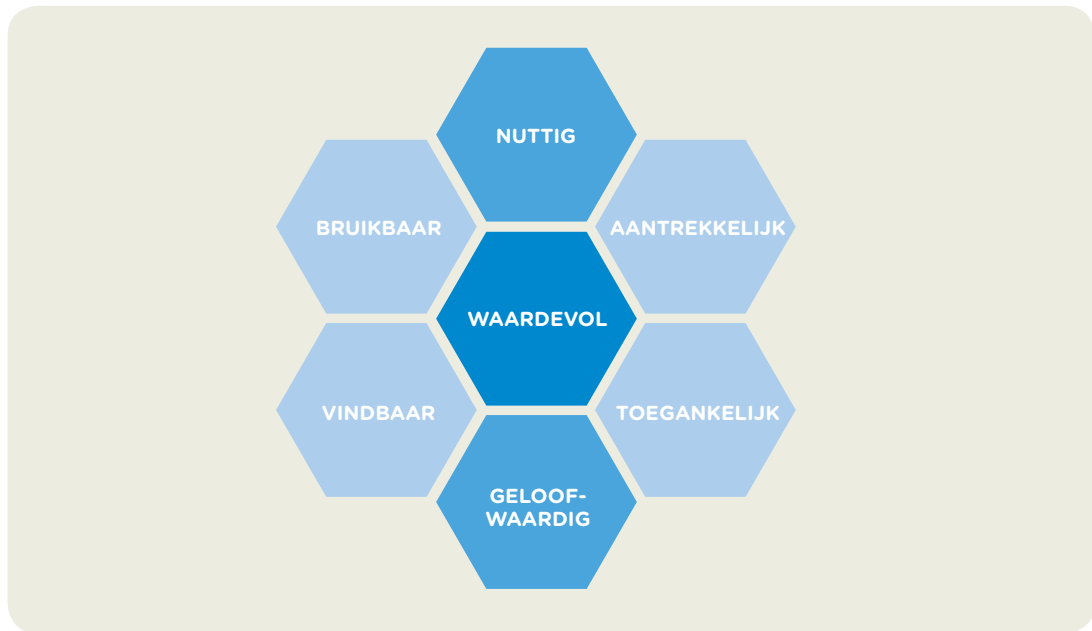 NUTTIG
BRUIKBAAR
AANTREKKELIJK
WAARDEVOL
VINDBAAR
TOEGANKELIJK
GELOOF-
WAARDIG